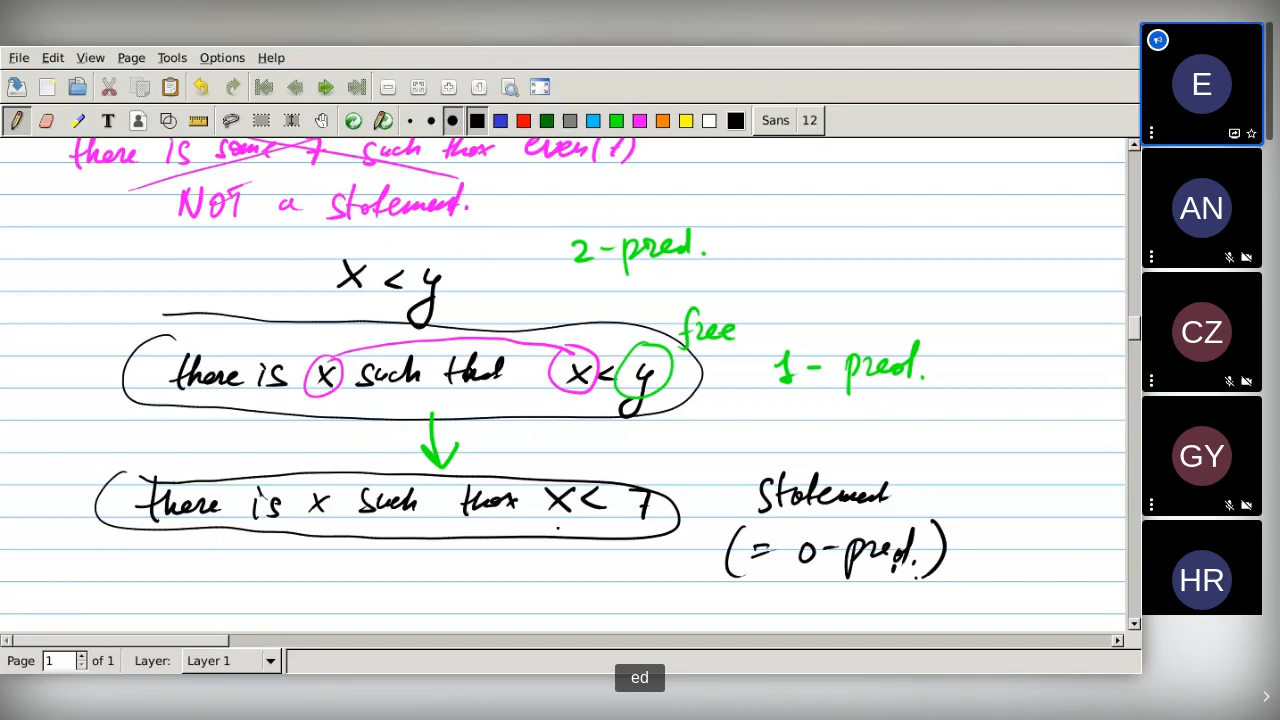 File Edit View Page Tools Options Help
Sans 12
there is some 7 such that even(7)
NOT a statement.
2-pred.
x < y
free
there is x such that x < y
1-pred.
there is x such that x < 7
statement
(= 0-pred.)
Page 1 of 1 Layer: Layer 1
ed
E
AN
CZ
GY
HR